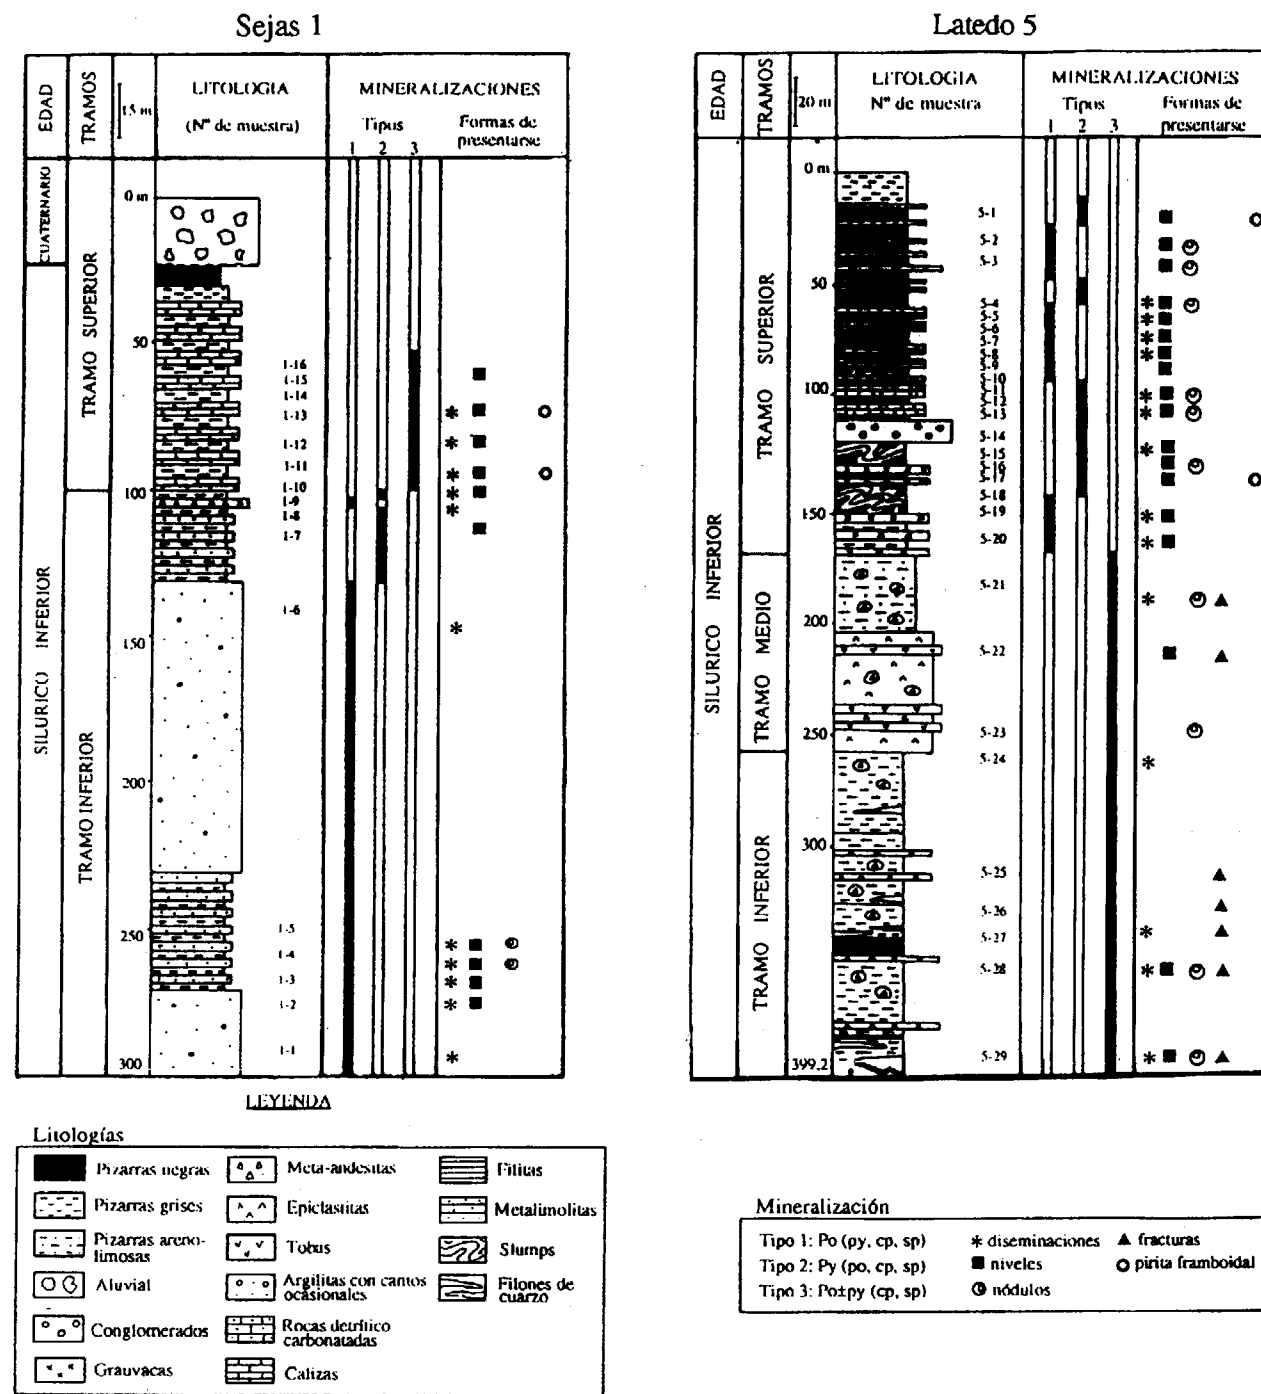 Sejas 1
EDAD
TRAMOS
15 m
LITOLOGIA
(Nº de muestra)
MINERALIZACIONES
Tipos
1 2 3
Formas de
presentarse
CUATERNARIO
SILURICO INFERIOR
TRAMO SUPERIOR
TRAMO INFERIOR
0 m
50
100
150
200
250
300
1-16
1-15
1-14
1-13
1-12
1-11
1-10
1-9
1-8
1-7
1-6
1-5
1-4
1-3
1-2
1-1
Latedo 5
EDAD
TRAMOS
20 m
LITOLOGIA
Nº de muestra
MINERALIZACIONES
Tipos
1 2 3
Formas de
presentarse
SILURICO INFERIOR
TRAMO SUPERIOR
TRAMO MEDIO
TRAMO INFERIOR
0 m
50
100
150
200
250
300
399,2
5-1
5-2
5-3
5-4
5-5
5-6
5-7
5-8
5-9
5-10
5-11
5-12
5-13
5-14
5-15
5-16
5-17
5-18
5-19
5-20
5-21
5-22
5-23
5-24
5-25
5-26
5-27
5-28
5-29
LEYENDA
Litologías
Pizarras negras
Pizarras grises
Pizarras areno-
limosas
Aluvial
Conglomerados
Grauvacas
Meta-andesitas
Epiclastitas
Tobas
Argilitas con cantos
ocasionales
Rocas detrítico
carbonatadas
Calizas
Filitas
Metalimolitas
Slumps
Filones de
cuarzo
Mineralización
Tipo 1: Po (py, cp, sp)
Tipo 2: Py (po, cp, sp)
Tipo 3: Po±py (cp, sp)
diseminaciones
niveles
nódulos
fracturas
pirita framboidal